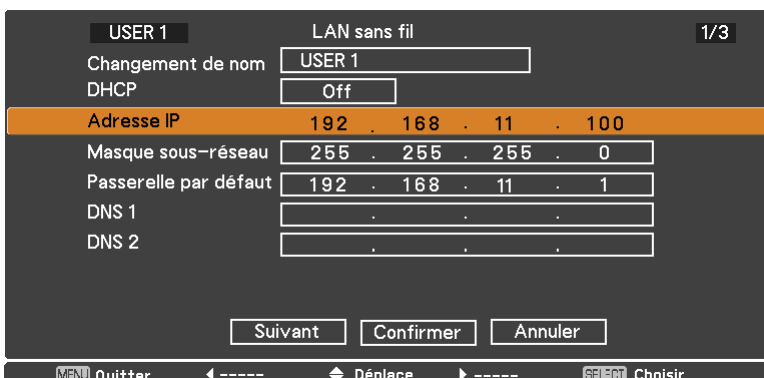 USER 1 LAN sans fil 1/3
Changement de nom USER 1
DHCP Off
Adresse IP 192 . 168 . 11 . 100
Masque sous-réseau 255 . 255 . 255 . 0
Passerelle par défaut 192 . 168 . 11 . 1
DNS 1 . . .
DNS 2 . . .
Suivant Confirmer Annuler
MENU Quitter ----- Déplace ----- SELECT Choisir